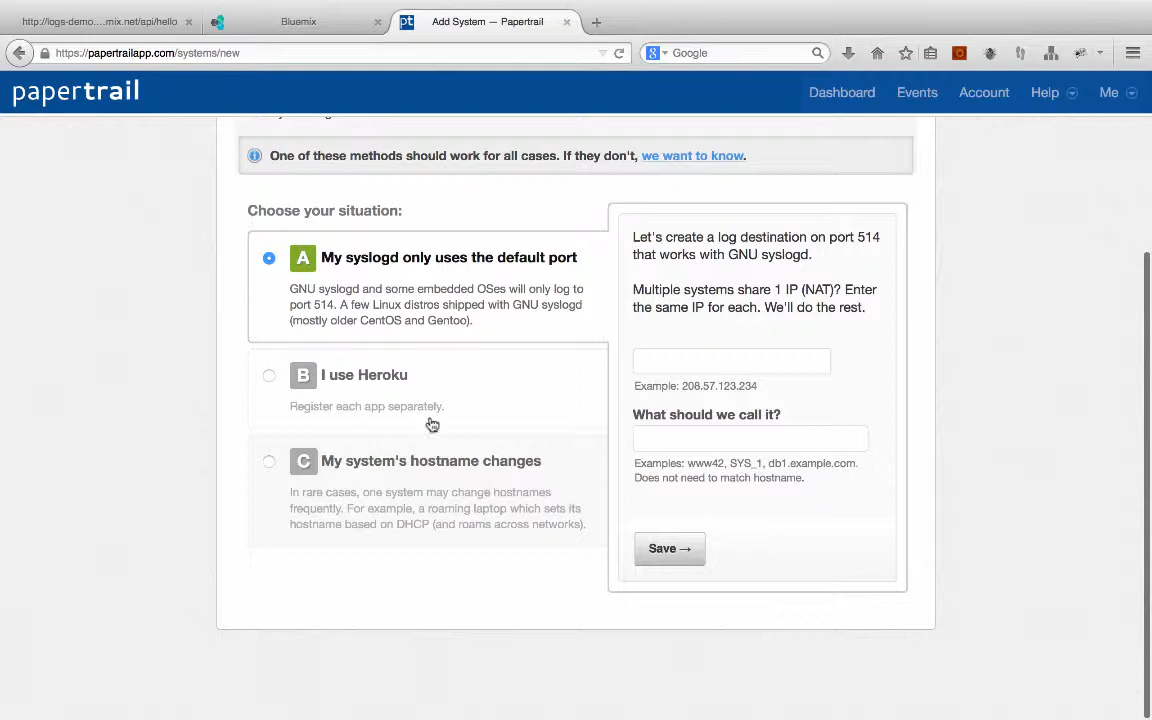 http://logs-demo....mix.net/api/hello
Bluemix
pt Add System — Papertrail
https://papertrailapp.com/systems/new
Google
papertrail
Dashboard
Events
Account
Help
Me
One of these methods should work for all cases. If they don't, we want to know.
Choose your situation:
A My syslogd only uses the default port
GNU syslogd and some embedded OSes will only log to
port 514. A few Linux distros shipped with GNU syslogd
(mostly older CentOS and Gentoo).
B I use Heroku
Register each app separately.
C My system's hostname changes
In rare cases, one system may change hostnames
frequently. For example, a roaming laptop which sets its
hostname based on DHCP (and roams across networks).
Let's create a log destination on port 514
that works with GNU syslogd.
Multiple systems share 1 IP (NAT)? Enter
the same IP for each. We'll do the rest.
Example: 208.57.123.234
What should we call it?
Examples: www42, SYS_1, db1.example.com.
Does not need to match hostname.
Save →